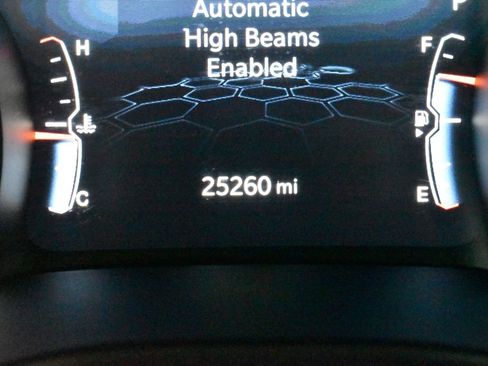 P
Automatic
High Beams
Enabled
H
F
C
E
25260 mi